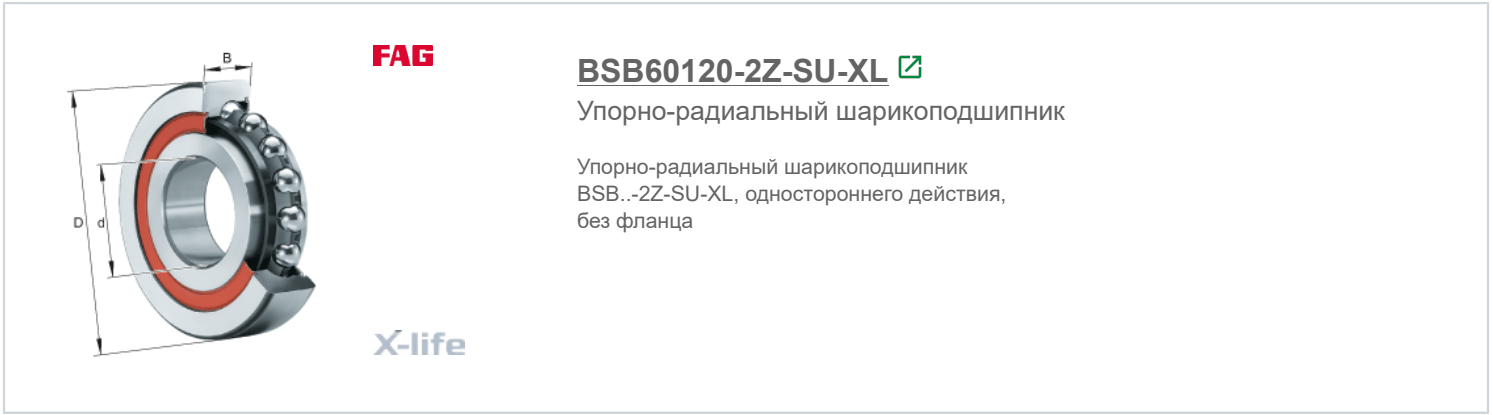 B
FAG
BSB60120-2Z-SU-XL
Упорно-радиальный шарикоподшипник
Упорно-радиальный шарикоподшипник
BSB..-2Z-SU-XL, одностороннего действия,
без фланца
D
d
X-life